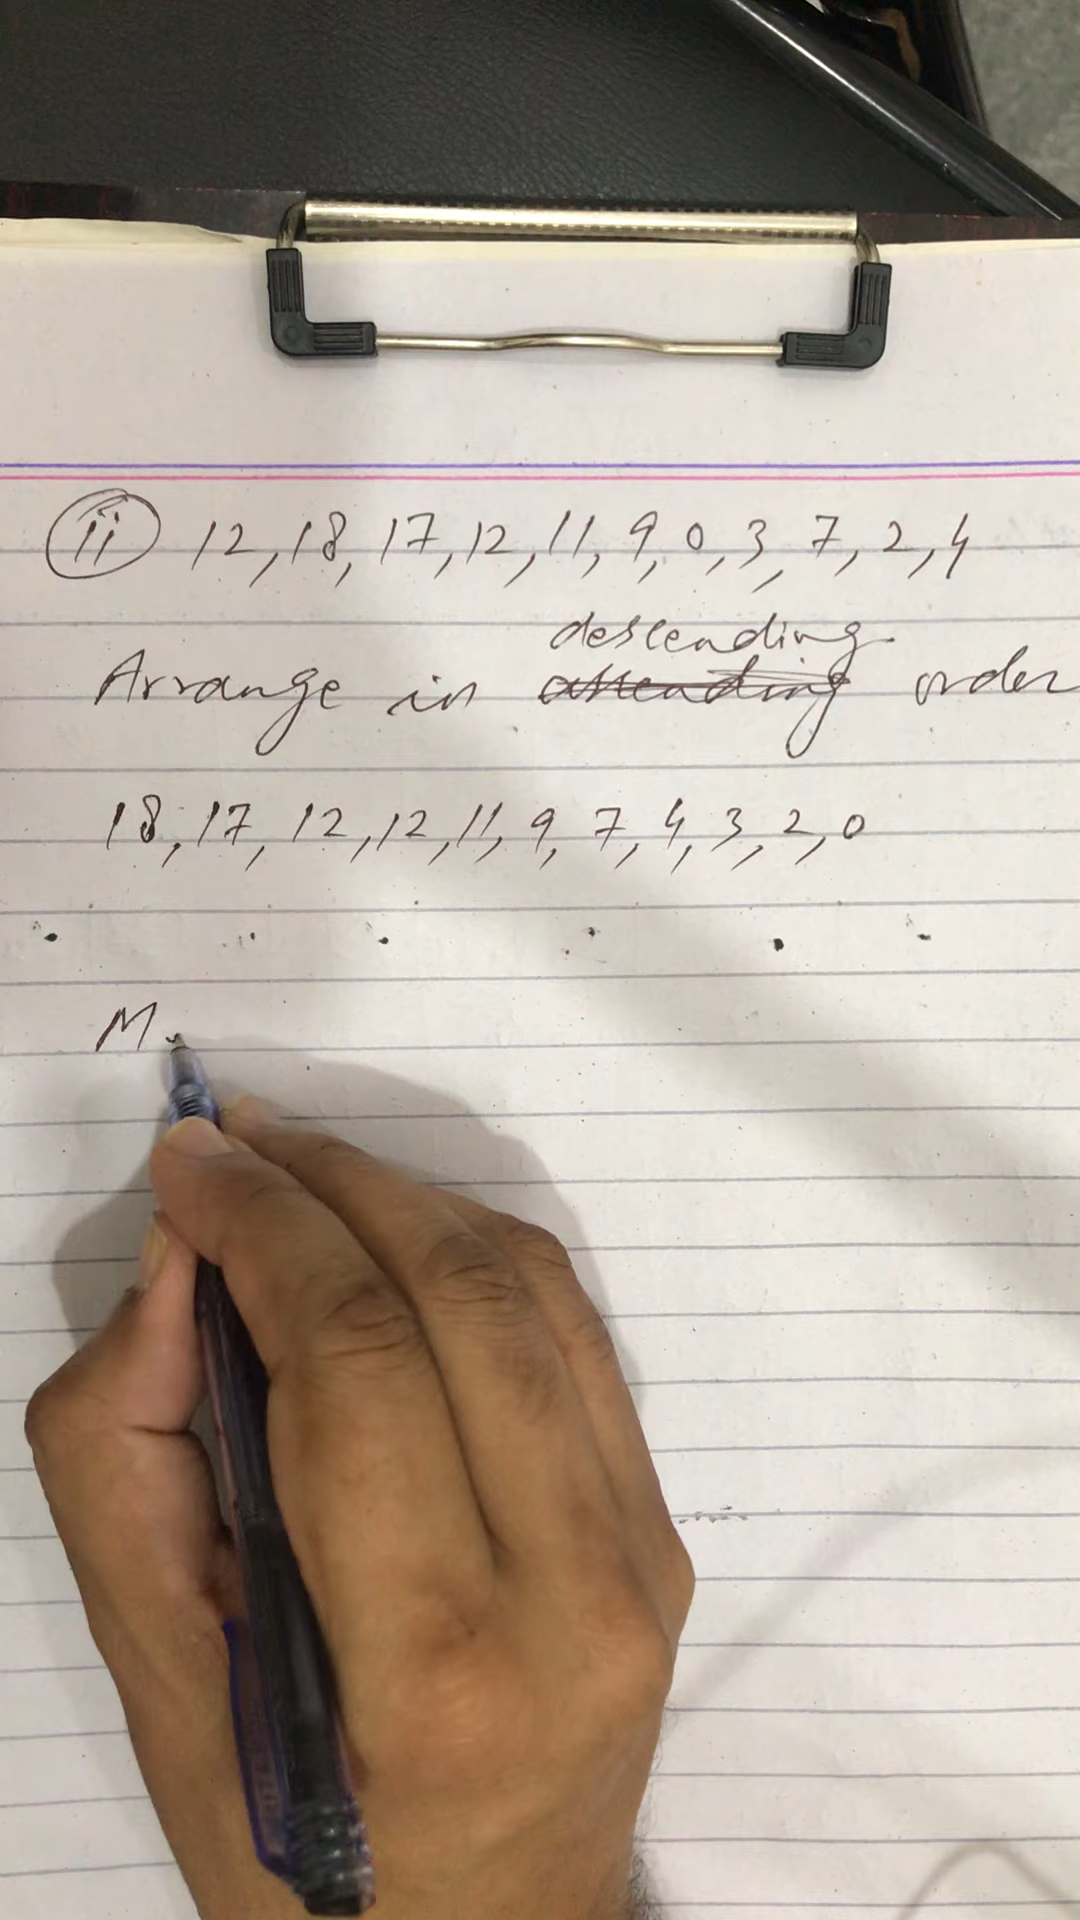 ii 12, 18, 17, 12, 11, 9, 0, 3, 7, 2, 4
descending
Arrange in ascending order
18, 17, 12, 12, 11, 9, 7, 4, 3, 2, 0
M